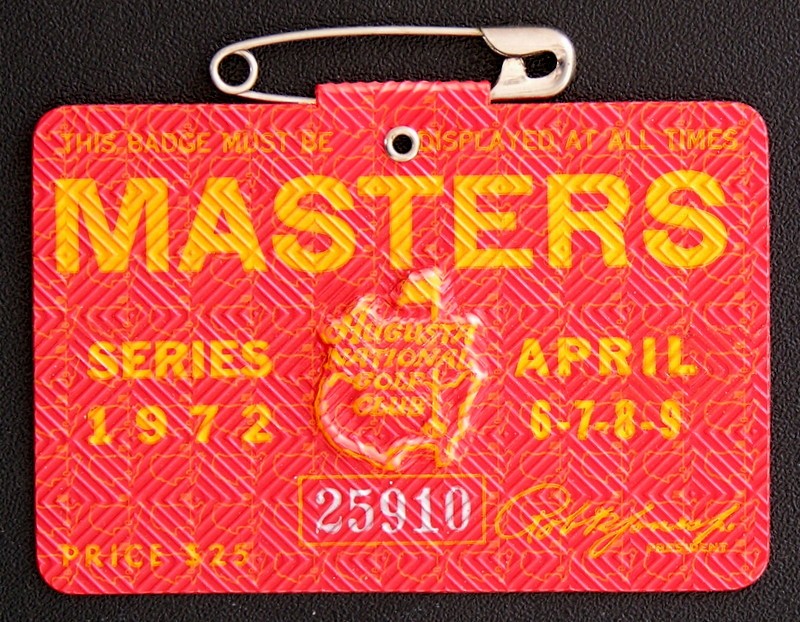 THIS BADGE MUST BE DISPLAYED AT ALL TIMES
MASTERS
SERIES
1972
AUGUSTA
NATIONAL
GOLF
CLUB
APRIL
6-7-8-9
25910
PRICE $25
PRESIDENT